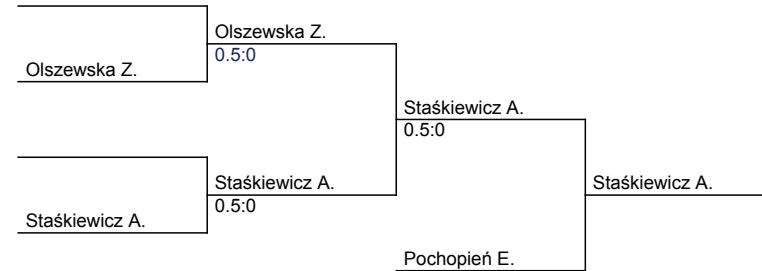 Olszewska Z.
0.5:0
Olszewska Z.
Staśkiewicz A.
0.5:0
Staśkiewicz A.
0.5:0
Staśkiewicz A.
Staśkiewicz A.
Pochopień E.